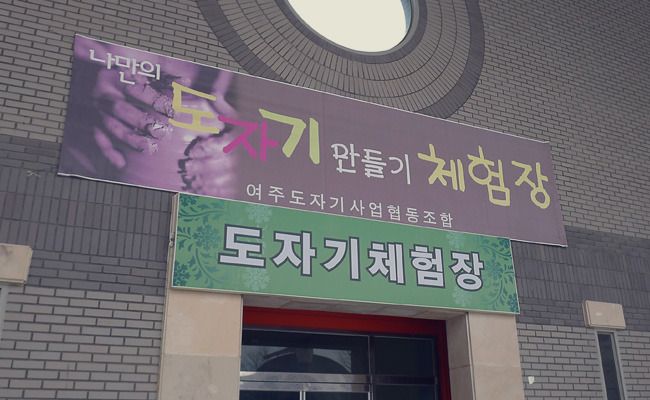 나만의
도자기 만들기 체험장
여주도자기사업협동조합
도자기체험장